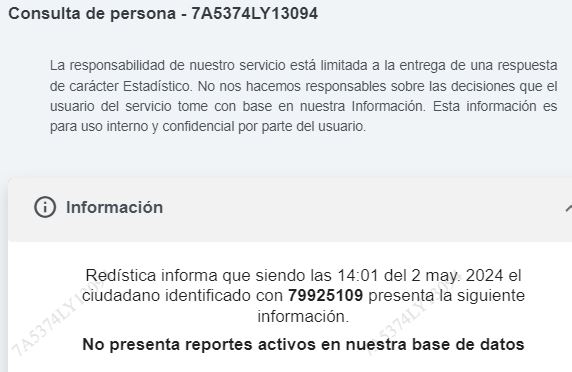 Consulta de persona - 7A5374LY13094
La responsabilidad de nuestro servicio está limitada a la entrega de una respuesta
de carácter Estadístico. No nos hacemos responsables sobre las decisiones que el
usuario del servicio tome con base en nuestra Información. Esta información es
para uso interno y confidencial por parte del usuario.
Información
Redística informa que siendo las 14:01 del 2 may. 2024 el
ciudadano identificado con 79925109 presenta la siguiente
información.
No presenta reportes activos en nuestra base de datos